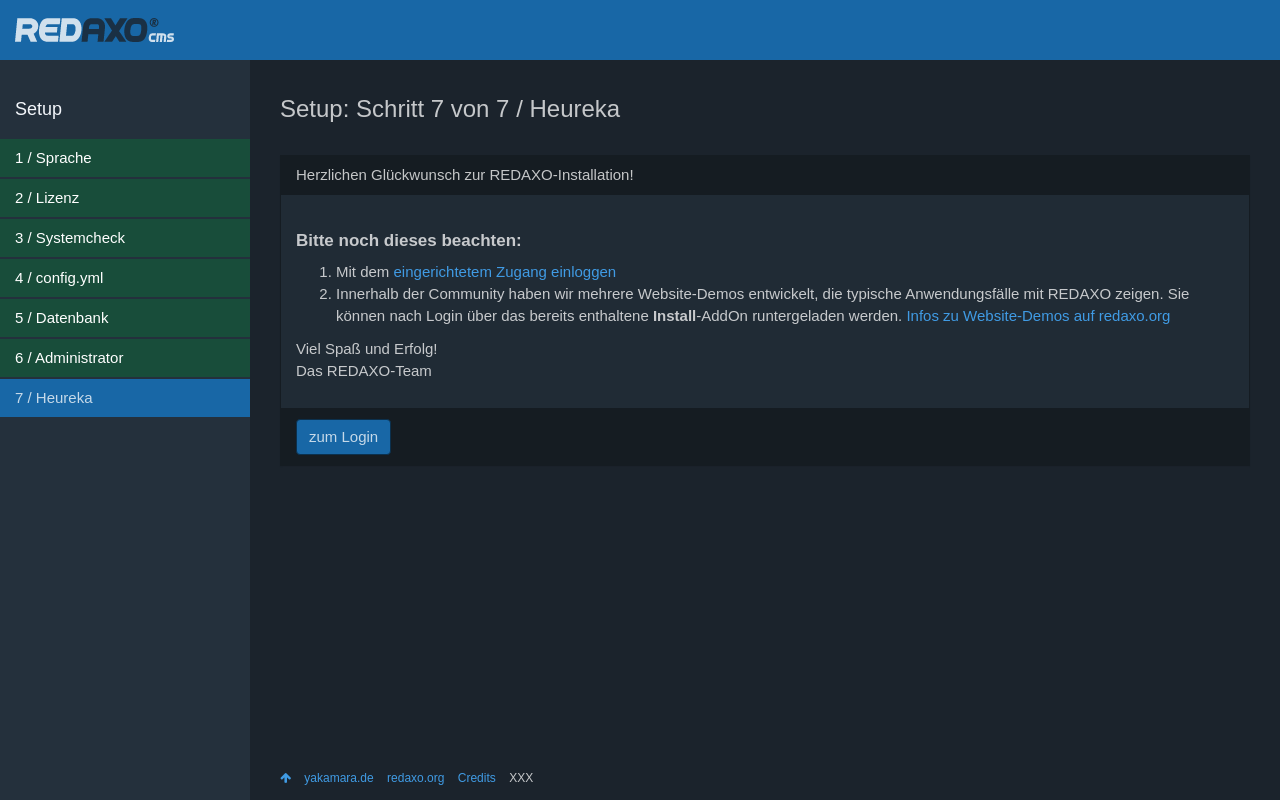 REDAXO® cms
Setup
1 / Sprache
2 / Lizenz
3 / Systemcheck
4 / config.yml
5 / Datenbank
6 / Administrator
7 / Heureka
Setup: Schritt 7 von 7 / Heureka
Herzlichen Glückwunsch zur REDAXO-Installation!
Bitte noch dieses beachten:
1. Mit dem eingerichtetem Zugang einloggen
2. Innerhalb der Community haben wir mehrere Website-Demos entwickelt, die typische Anwendungsfälle mit REDAXO zeigen. Sie
können nach Login über das bereits enthaltene Install-AddOn runtergeladen werden. Infos zu Website-Demos auf redaxo.org
Viel Spaß und Erfolg!
Das REDAXO-Team
zum Login
yakamara.de redaxo.org Credits XXX